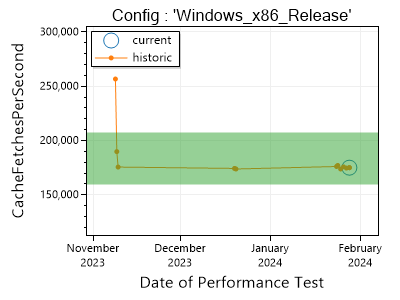 Config : 'Windows_x86_Release'
current
historic
300,000
250,000
200,000
150,000
CacheFetchesPerSecond
November
2023
December
2023
January
2024
February
2024
Date of Performance Test